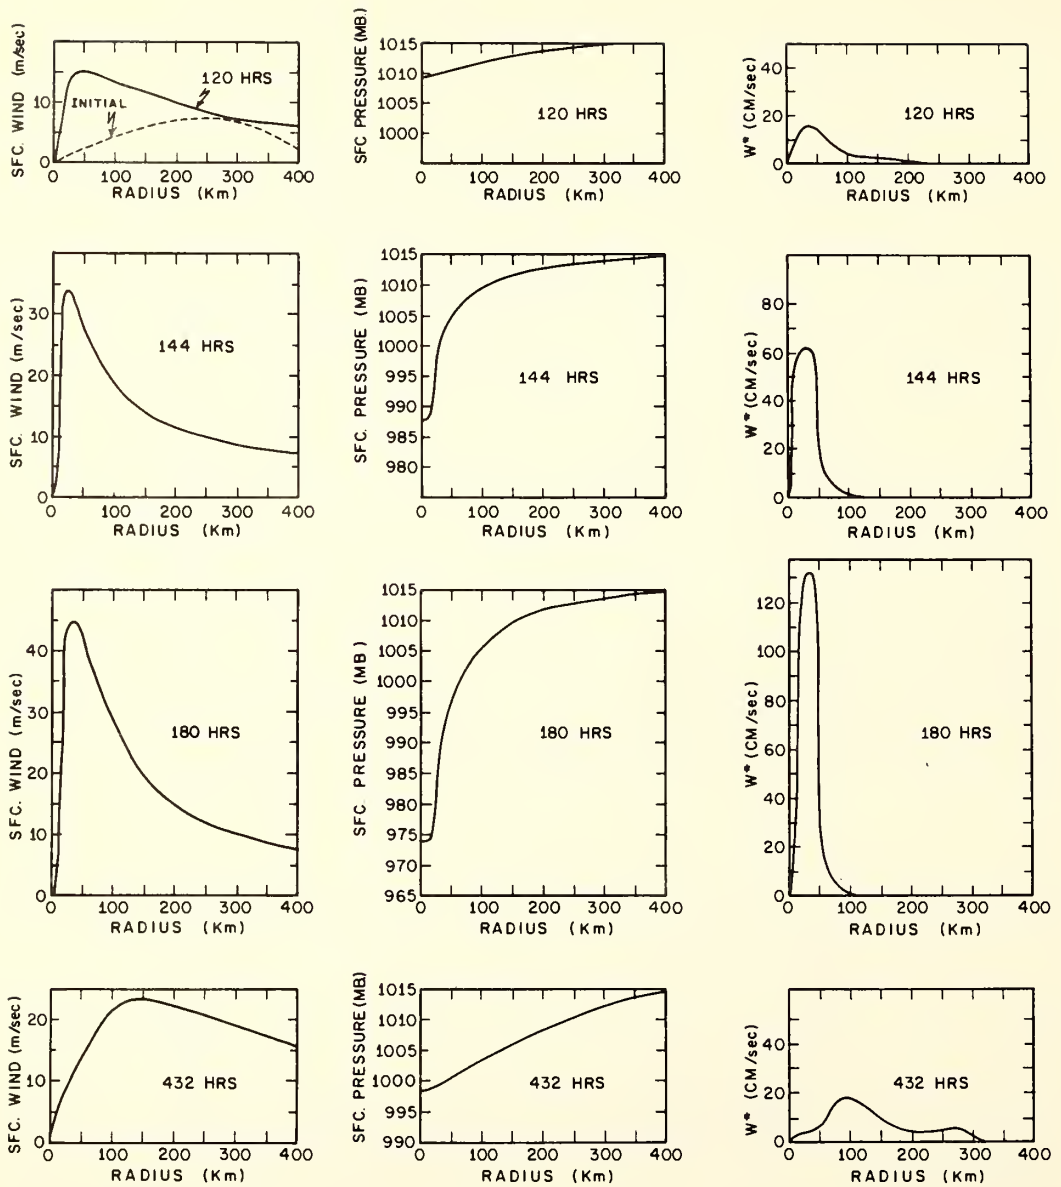 SFC. WIND (m/sec)
10
0
INITIAL
120 HRS
0 100 200 300 400
RADIUS (Km)
SFC PRESSURE (MB.)
1015
1010
1005
1000
120 HRS
0 100 200 300 400
RADIUS (Km)
W* (CM/sec)
40
20
0
120 HRS
0 100 200 300 400
RADIUS (Km)
SFC. WIND (m/sec)
30
20
10
0
144 HRS
0 100 200 300 400
RADIUS (Km)
SFC. PRESSURE (MB)
1015
1010
1005
1000
995
990
985
980
144 HRS
0 100 200 300 400
RADIUS (Km)
W* (CM/sec)
80
60
40
20
0
144 HRS
0 100 200 300 400
RADIUS (Km)
SFC. WIND (m/sec)
40
30
20
10
0
180 HRS
0 100 200 300 400
RADIUS (Km)
SFC. PRESSURE (MB)
1015
1010
1005
1000
995
990
985
980
975
970
965
180 HRS
0 100 200 300 400
RADIUS (Km)
W* (CM/sec)
120
100
80
60
40
20
0
180 HRS
0 100 200 300 400
RADIUS (Km)
SFC. WIND (m/sec)
20
10
0
432 HRS
0 100 200 300 400
RADIUS (Km)
SFC. PRESSURE (MB.)
1015
1010
1005
1000
995
990
432 HRS
0 100 200 300 400
RADIUS (Km)
W* (CM/sec)
40
20
0
432 HRS
0 100 200 300 400
RADIUS (Km)